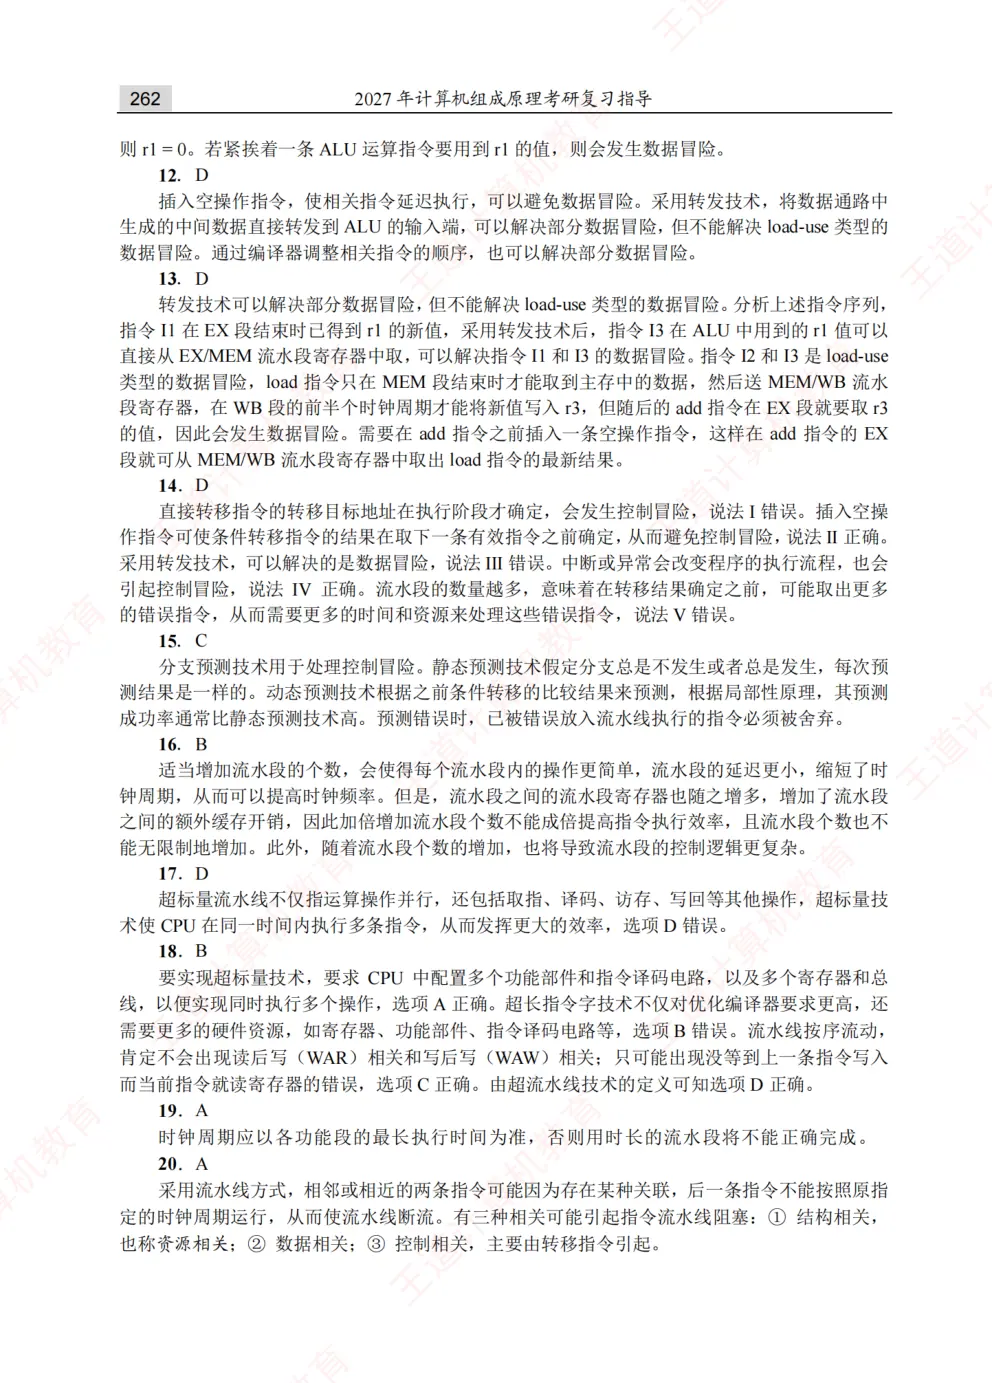 262
2027年计算机组成原理考研复习指导
则 r1 = 0。若紧挨着一条 ALU 运算指令要用到 r1 的值，则会发生数据冒险。
12. D
插入空操作指令，使相关指令延迟执行，可以避免数据冒险。采用转发技术，将数据通路中
生成的中间数据直接转发到 ALU 的输入端，可以解决部分数据冒险，但不能解决 load-use 类型的
数据冒险。通过编译器调整相关指令的顺序，也可以解决部分数据冒险。
13. D
转发技术可以解决部分数据冒险，但不能解决 load-use 类型的数据冒险。分析上述指令序列，
指令 I1 在 EX 段结束时已得到 r1 的新值，采用转发技术后，指令 I3 在 ALU 中用到的 r1 值可以
直接从 EX/MEM 流水段寄存器中取，可以解决指令 I1 和 I3 的数据冒险。指令 I2 和 I3 是 load-use
类型的数据冒险，load 指令只在 MEM 段结束时才能取到主存中的数据，然后送 MEM/WB 流水
段寄存器，在 WB 段的前半个时钟周期才能将新值写入 r3，但随后的 add 指令在 EX 段就要取 r3
的值，因此会发生数据冒险。需要在 add 指令之前插入一条空操作指令，这样在 add 指令的 EX
段就可从 MEM/WB 流水段寄存器中取出 load 指令的最新结果。
14. D
直接转移指令的转移目标地址在执行阶段才确定，会发生控制冒险，说法 I 错误。插入空操
作指令可使条件转移指令的结果在取下一条有效指令之前确定，从而避免控制冒险，说法 II 正确。
采用转发技术，可以解决的是数据冒险，说法 III 错误。中断或异常会改变程序的执行流程，也会
引起控制冒险，说法 IV 正确。流水段的数量越多，意味着在转移结果确定之前，可能取出更多
的错误指令，从而需要更多的时间和资源来处理这些错误指令，说法 V 错误。
15. C
分支预测技术用于处理控制冒险。静态预测技术假定分支总是不发生或者总是发生，每次预
测结果是一样的。动态预测技术根据之前条件转移的比较结果来预测，根据局部性原理，其预测
成功率通常比静态预测技术高。预测错误时，已被错误放入流水线执行的指令必须被舍弃。
16. B
适当增加流水段的个数，会使得每个流水段内的操作更简单，流水段的延迟更小，缩短了时
钟周期，从而可以提高时钟频率。但是，流水段之间的流水段寄存器也随之增多，增加了流水段
之间的额外缓存开销，因此加倍增加流水段个数不能成倍提高指令执行效率，且流水段个数也不
能无限制地增加。此外，随着流水段个数的增加，也将导致流水段的控制逻辑更复杂。
17. D
超标量流水线不仅指运算操作并行，还包括取指、译码、访存、写回等其他操作，超标量技
术使 CPU 在同一时间内执行多条指令，从而发挥更大的效率，选项 D 错误。
18. B
要实现超标量技术，要求 CPU 中配置多个功能部件和指令译码电路，以及多个寄存器和总
线，以便实现同时执行多个操作，选项 A 正确。超长指令字技术不仅对优化编译器要求更高，还
需要更多的硬件资源，如寄存器、功能部件、指令译码电路等，选项 B 错误。流水线按序流动，
肯定不会出现读后写（WAR）相关和写后写（WAW）相关；只可能出现没等到上一条指令写入
而当前指令就读寄存器的错误，选项 C 正确。由超流水线技术的定义可知选项 D 正确。
19. A
时钟周期应以各功能段的最长执行时间为准，否则用时长的流水段将不能正确完成。
20. A
采用流水线方式，相邻或相近的两条指令可能因为存在某种关联，后一条指令不能按照原指
定的时钟周期运行，从而使流水线断流。有三种相关可能引起指令流水线阻塞：① 结构相关，
也称资源相关；② 数据相关；③ 控制相关，主要由转移指令引起。